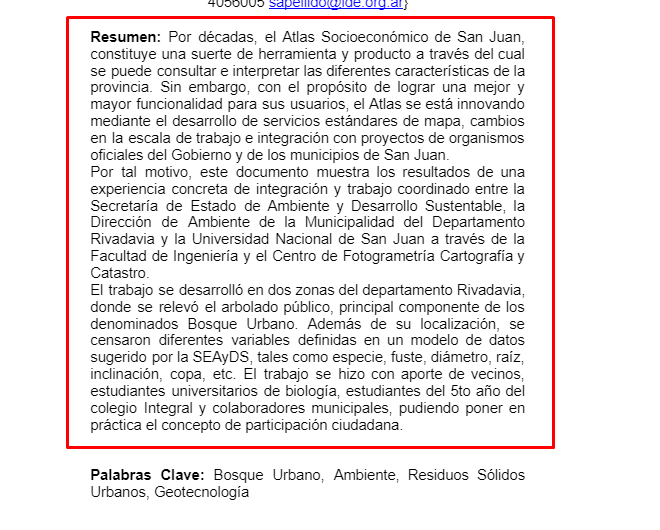 4056005 sapellido@ide.org.ar}
Resumen: Por décadas, el Atlas Socioeconómico de San Juan,
constituye una suerte de herramienta y producto a través del cual
se puede consultar e interpretar las diferentes características de la
provincia. Sin embargo, con el propósito de lograr una mejor y
mayor funcionalidad para sus usuarios, el Atlas se está innovando
mediante el desarrollo de servicios estándares de mapa, cambios
en la escala de trabajo e integración con proyectos de organismos
oficiales del Gobierno y de los municipios de San Juan.
Por tal motivo, este documento muestra los resultados de una
experiencia concreta de integración y trabajo coordinado entre la
Secretaría de Estado de Ambiente y Desarrollo Sustentable, la
Dirección de Ambiente de la Municipalidad del Departamento
Rivadavia y la Universidad Nacional de San Juan a través de la
Facultad de Ingeniería y el Centro de Fotogrametría Cartografía y
Catastro.
El trabajo se desarrolló en dos zonas del departamento Rivadavia,
donde se relevó el arbolado público, principal componente de los
denominados Bosque Urbano. Además de su localización, se
censaron diferentes variables definidas en un modelo de datos
sugerido por la SEAyDS, tales como especie, fuste, diámetro, raíz,
inclinación, copa, etc. El trabajo se hizo con aporte de vecinos,
estudiantes universitarios de biología, estudiantes del 5to año del
colegio Integral y colaboradores municipales, pudiendo poner en
práctica el concepto de participación ciudadana.
Palabras Clave: Bosque Urbano, Ambiente, Residuos Sólidos
Urbanos, Geotecnología